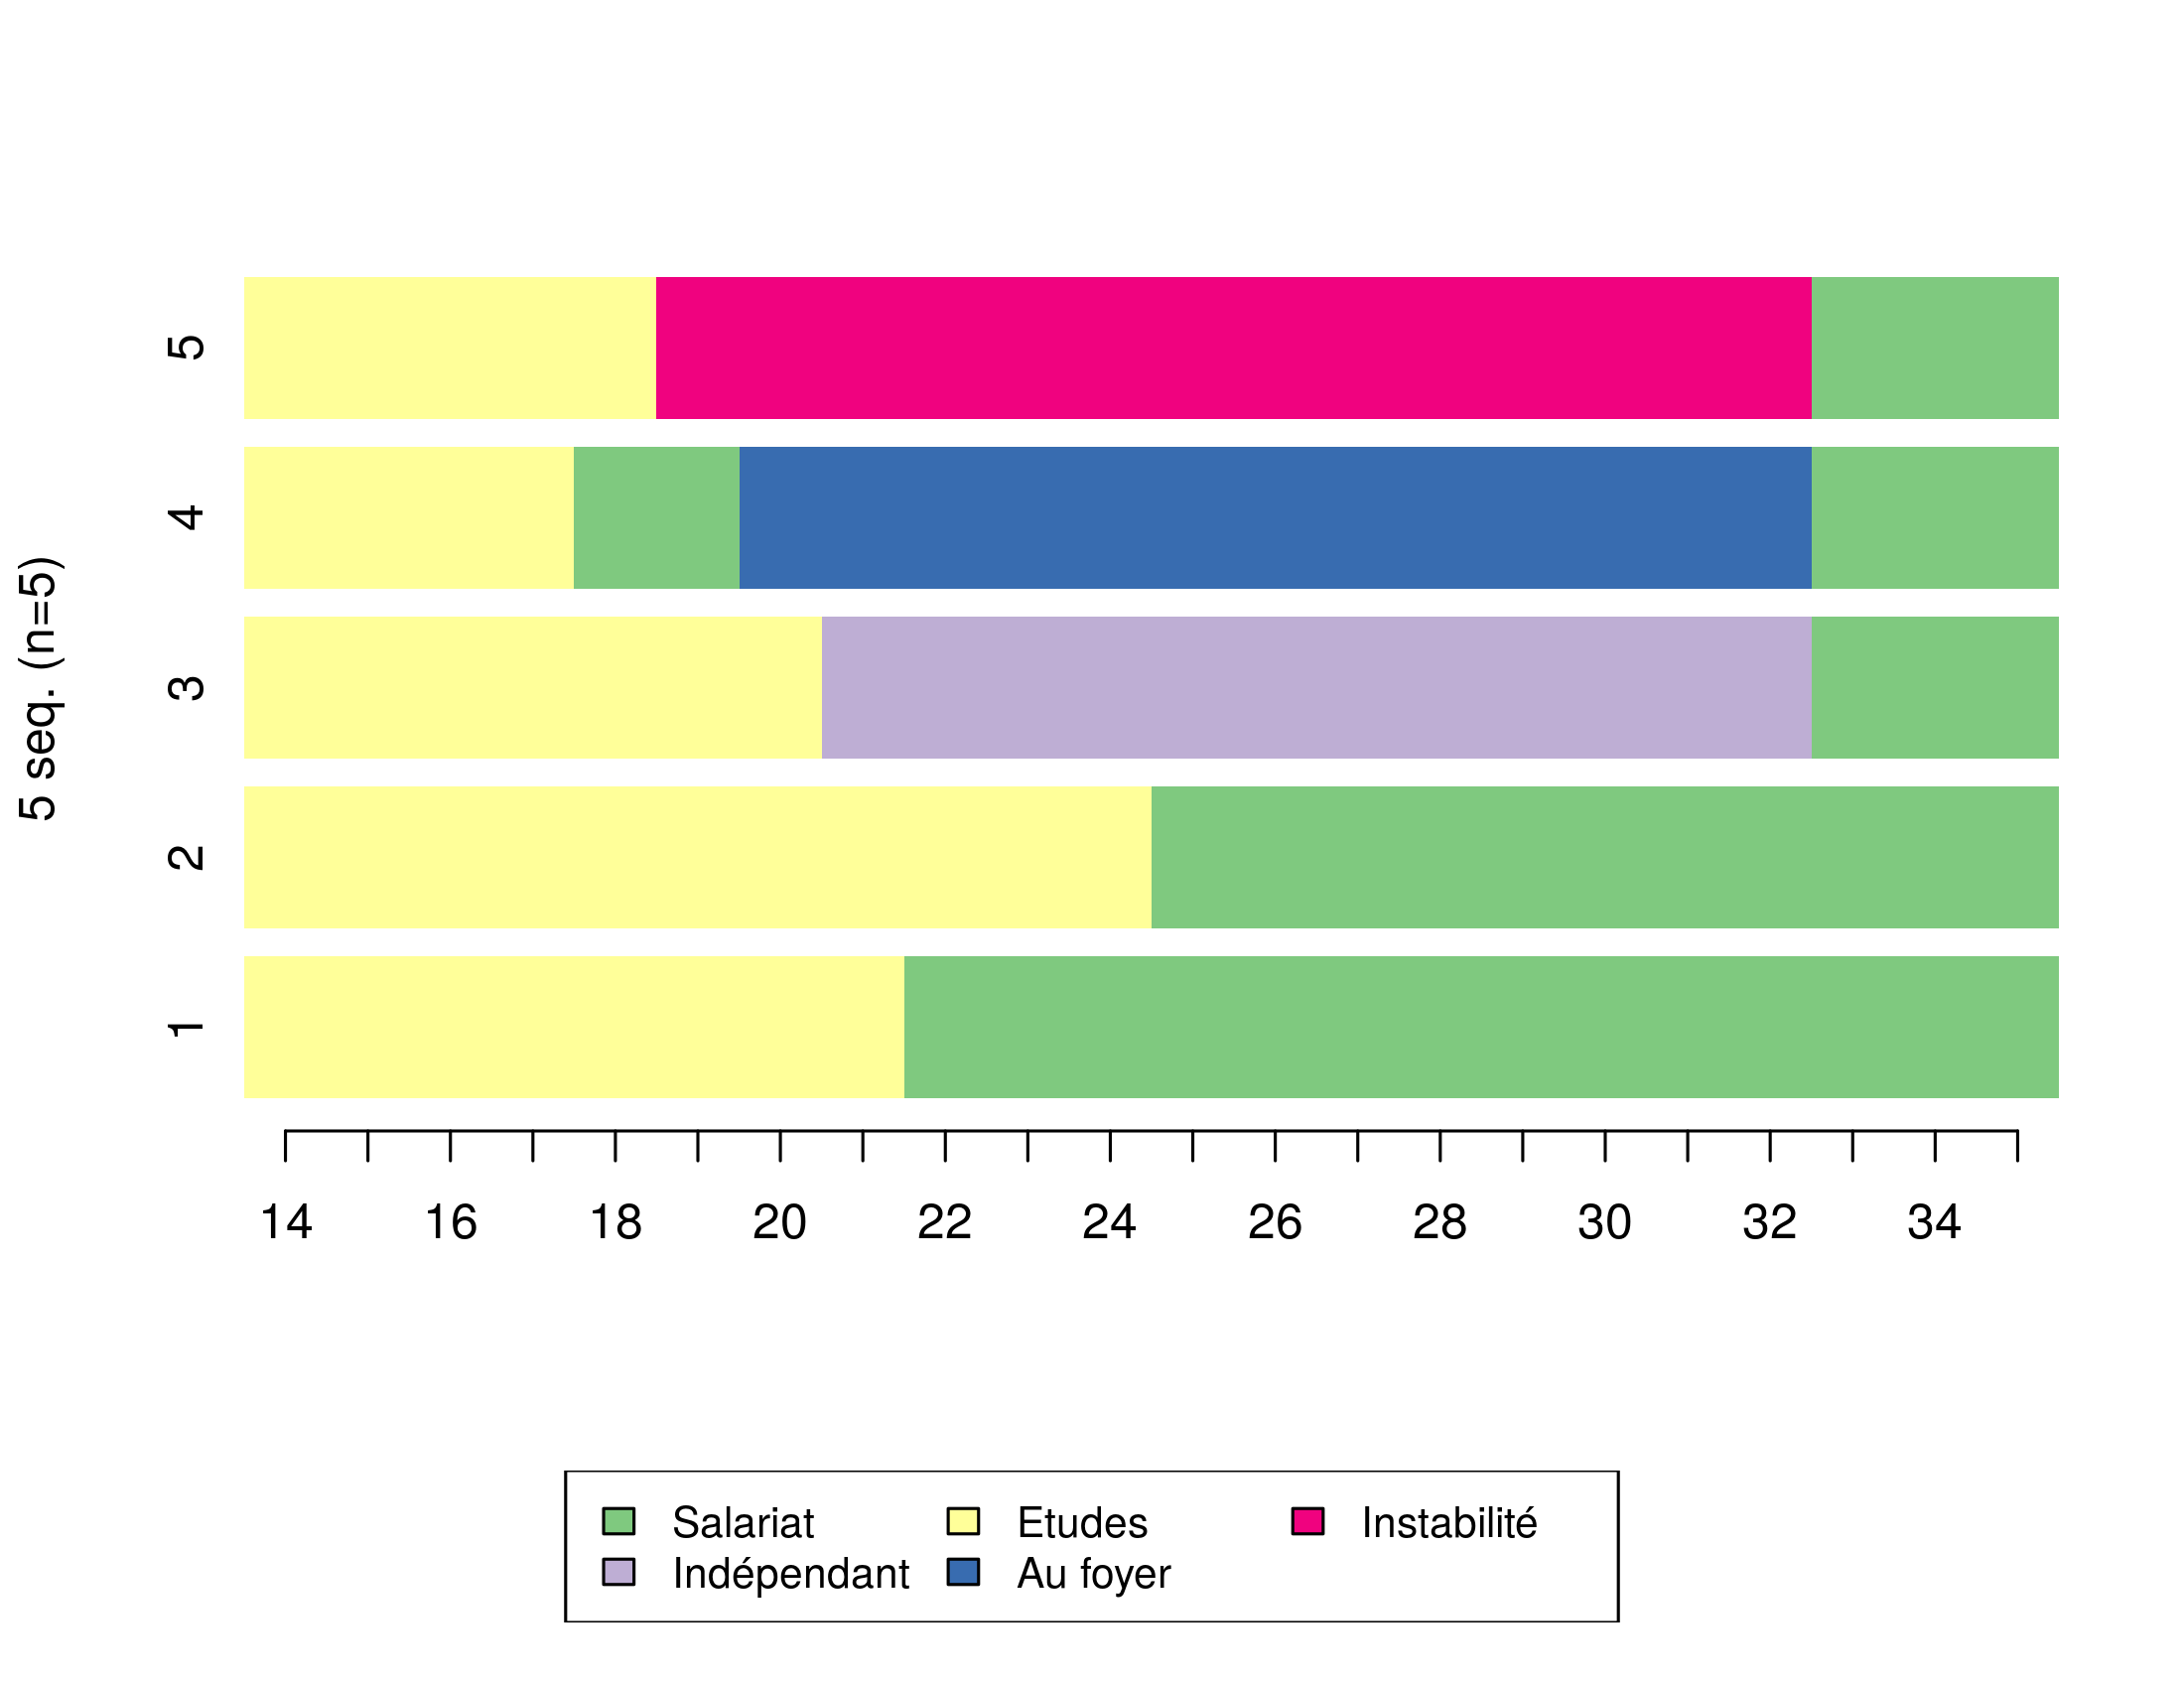 5 seq. (n=5)
5
4
3
2
1
14 16 18 20 22 24 26 28 30 32 34
Salariat Etudes Instabilité
Indépendant Au foyer